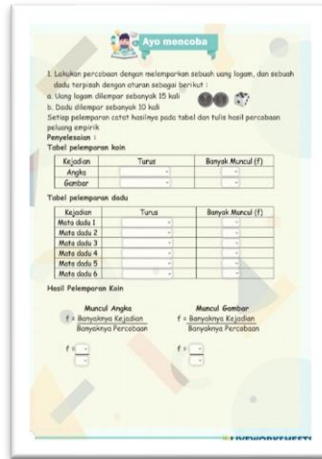 Ayo mencoba
1. Lakukan percobaan dengan melemparkan sebuah uang logam, dan sebuah
dadu terpisah dengan aturan sebagai berikut :
a. Uang logam dilempar sebanyak 15 kali
b. Dadu dilempar sebanyak 10 kali
Setiap pelemparan catat hasilnya pada tabel dan tulis hasil percobaan
peluang empirik
Penyelesaian :
Tabel pelemparan koin
Kejadian Turus Banyak Muncul (f)
Angka
Gambar
Tabel pelemparan dadu
Kejadian Turus Banyak Muncul (f)
Mata dadu 1
Mata dadu 2
Mata dadu 3
Mata dadu 4
Mata dadu 5
Mata dadu 6
Hasil Pelemparan Koin
Muncul Angka Muncul Gambar
f = Banyaknya Kejadian f = Banyaknya Kejadian
Banyaknya Percobaan Banyaknya Percobaan
f = f =